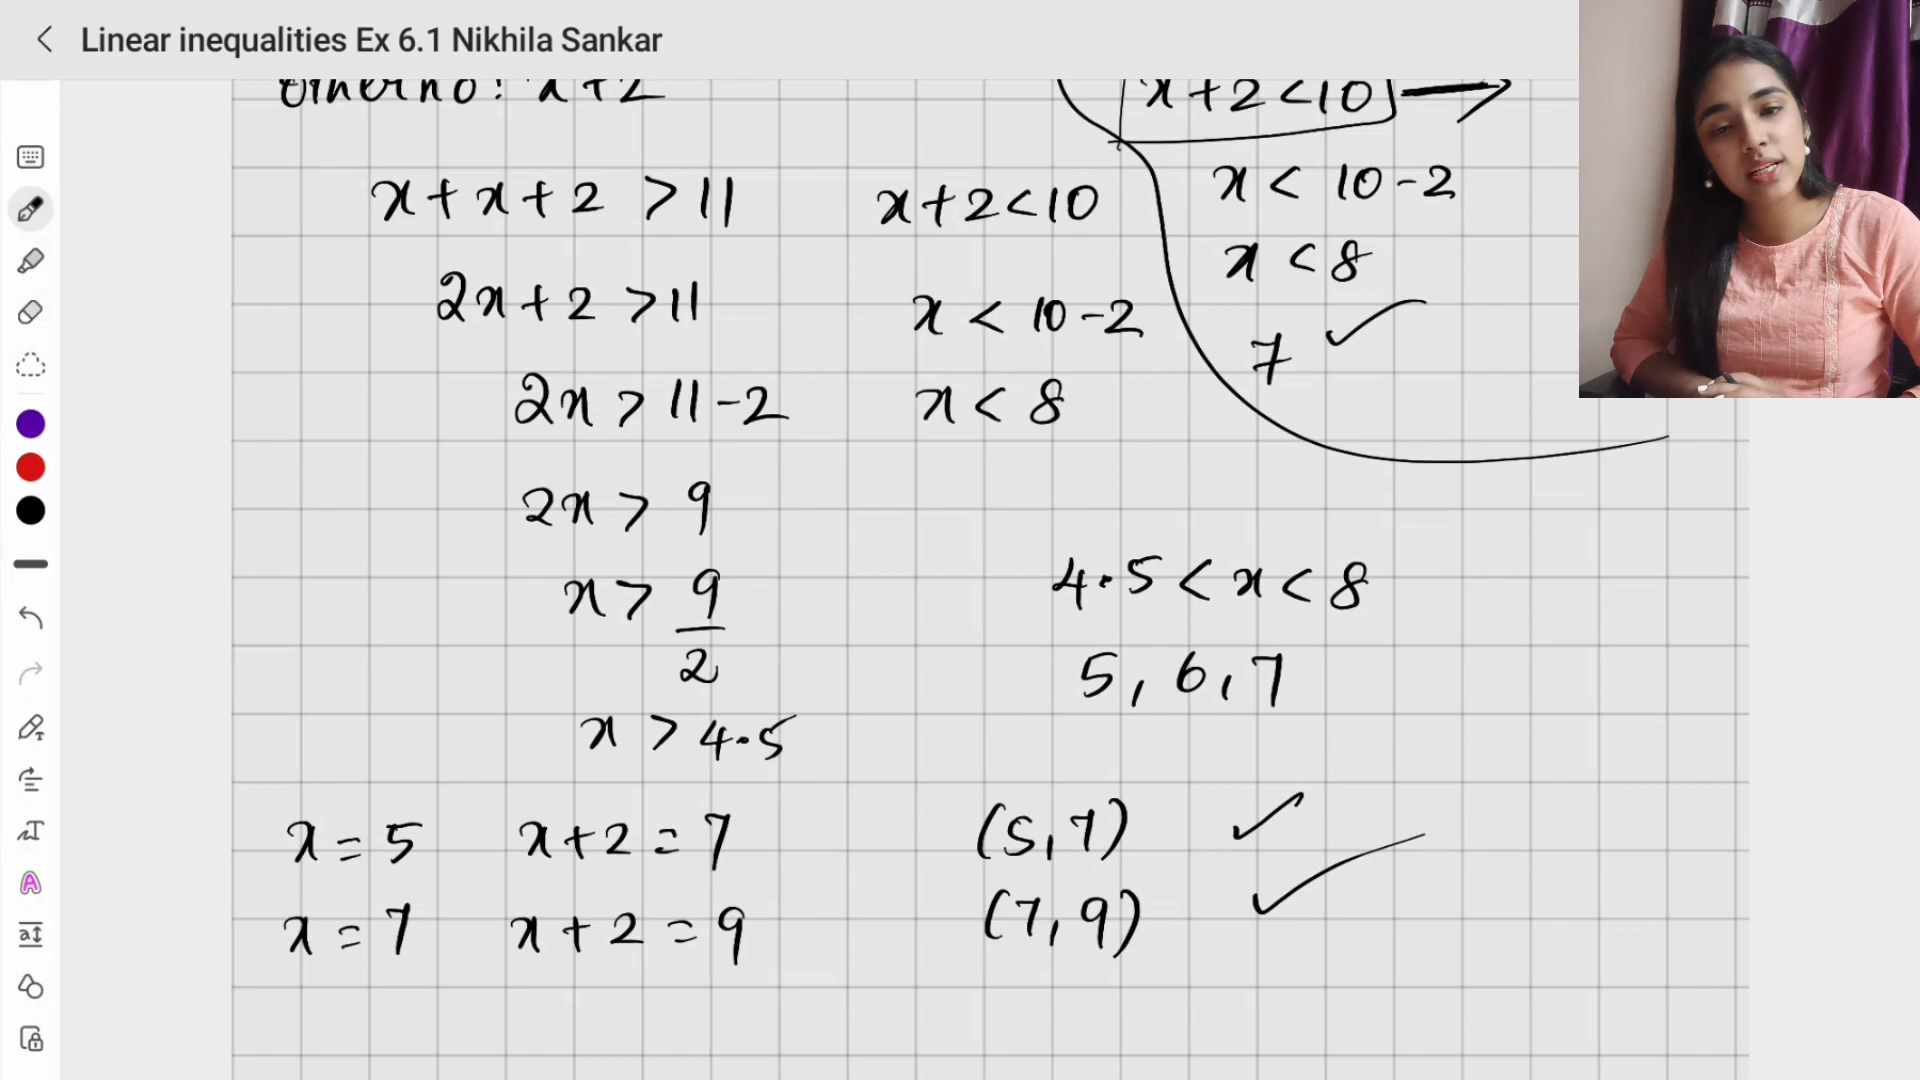 Linear inequalities Ex 6.1 Nikhila Sankar
x+2
x+2<10
x+x+2 >11
2x+2 >11
2x > 11-2
2x > 9
x > 9/2
x > 4.5
x+2<10
x < 10-2
x < 8
x < 10-2
x < 8
7 ✓
4.5 < x < 8
5, 6, 7
x = 5 x+2 = 7 (5,7) ✓
x = 7 x+2 = 9 (7,9) ✓